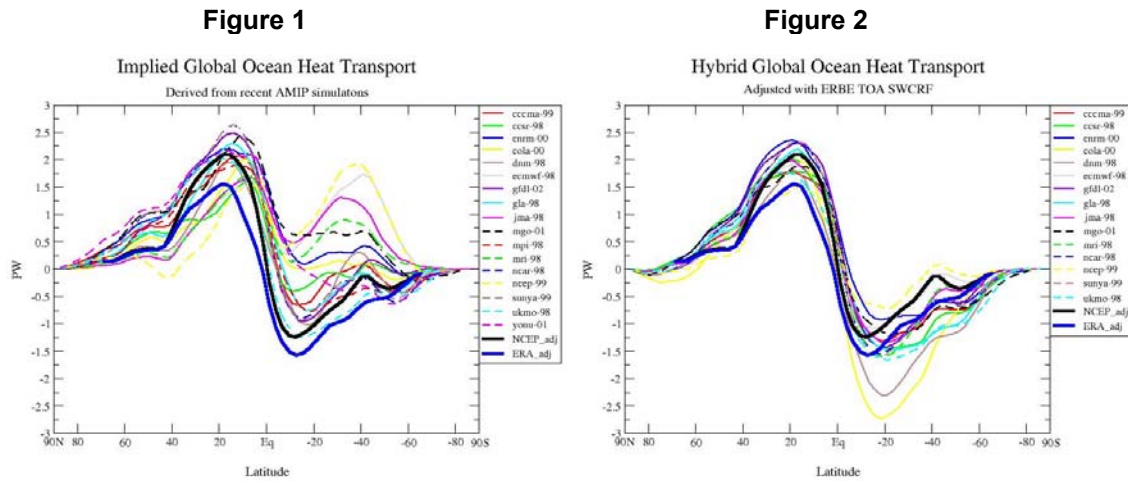 Figure 1
Implied Global Ocean Heat Transport
Derived from recent AMIP simulatons
3
2.5
2
1.5
1
0.5
0
-0.5
-1
-1.5
-2
-2.5
-3
PW
90N 80 60 40 20 Eq -20 -40 -60 -80 90S
Latitude
cccma-99
ccsr-98
cnrm-00
cola-00
dnm-98
ecmwf-98
gfdl-02
gla-98
jma-98
mgo-01
mpi-98
mri-98
ncar-98
ncep-99
sunya-99
ukmo-98
yonu-01
NCEP_adj
ERA_adj
Figure 2
Hybrid Global Ocean Heat Transport
Adjusted with ERBE TOA SWCRF
3
2.5
2
1.5
1
0.5
0
-0.5
-1
-1.5
-2
-2.5
-3
PW
90N 80 60 40 20 Eq -20 -40 -60 -80 90S
Latitude
cccma-99
ccsr-98
cnrm-00
cola-00
dnm-98
ecmwf-98
gfdl-02
gla-98
jma-98
mgo-01
mri-98
ncar-98
ncep-99
sunya-99
ukmo-98
NCEP_adj
ERA_adj